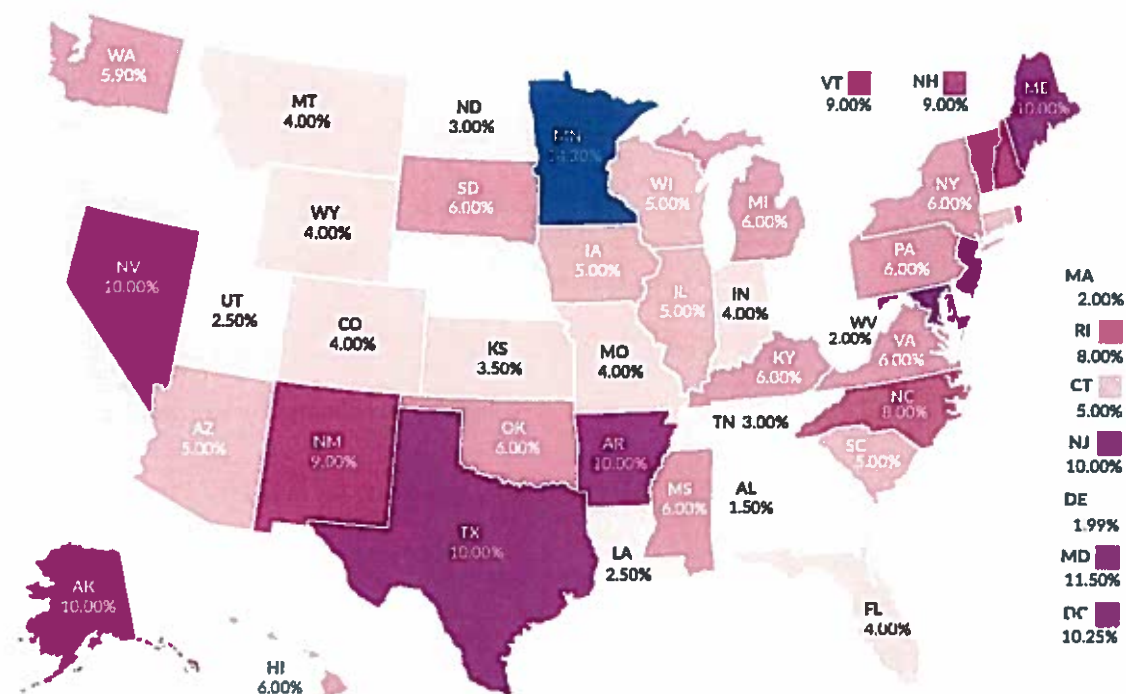 WA
5.90%
MT
4.00%
ND
3.00%
MN
14.20%
VT
9.00%
NH
9.00%
ME
10.00%
SD
6.00%
WI
5.00%
MI
6.00%
NY
6.00%
WY
4.00%
IA
5.00%
PA
6.00%
NV
10.00%
UT
2.50%
CO
4.00%
IL
5.00%
IN
4.00%
MA
2.00%
WV
2.00%
VA
6.00%
RI
8.00%
KS
3.50%
MO
4.00%
KY
6.00%
CT
5.00%
NC
8.00%
AZ
5.00%
NM
9.00%
OK
6.00%
AR
10.00%
TN 3.00%
SC
5.00%
NJ
10.00%
MS
6.00%
AL
1.50%
DE
1.99%
TX
10.00%
LA
2.50%
MD
11.50%
AK
10.00%
FL
4.00%
DC
10.25%
HI
6.00%